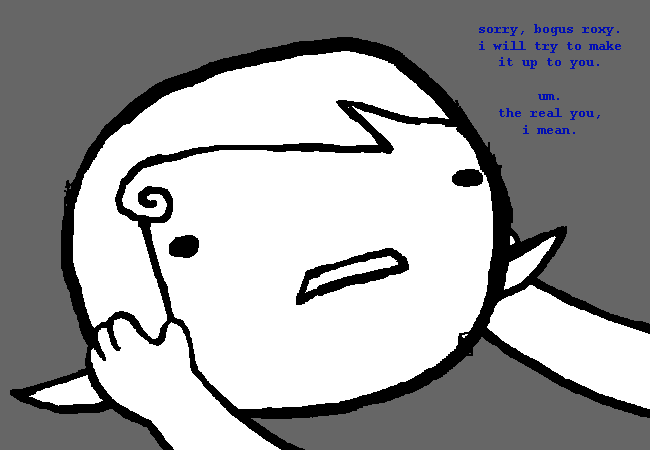 sorry, bogus roxy.
i will try to make
it up to you.
um.
the real you,
i mean.